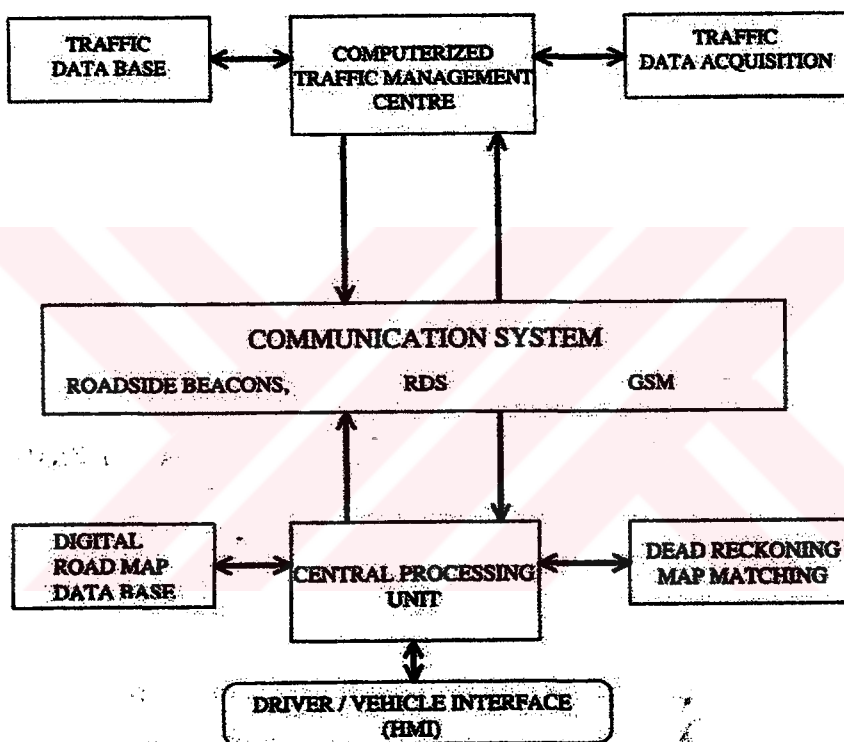 TRAFFIC
DATA BASE
COMPUTERIZED
TRAFFIC MANAGEMENT
CENTRE
TRAFFIC
DATA ACQUISITION
COMMUNICATION SYSTEM
ROADSIDE BEACONS, RDS GSM
DIGITAL
ROAD MAP
DATA BASE
CENTRAL PROCESSING
UNIT
DEAD RECKONING
MAP MATCHING
DRIVER / VEHICLE INTERFACE
(HMI)